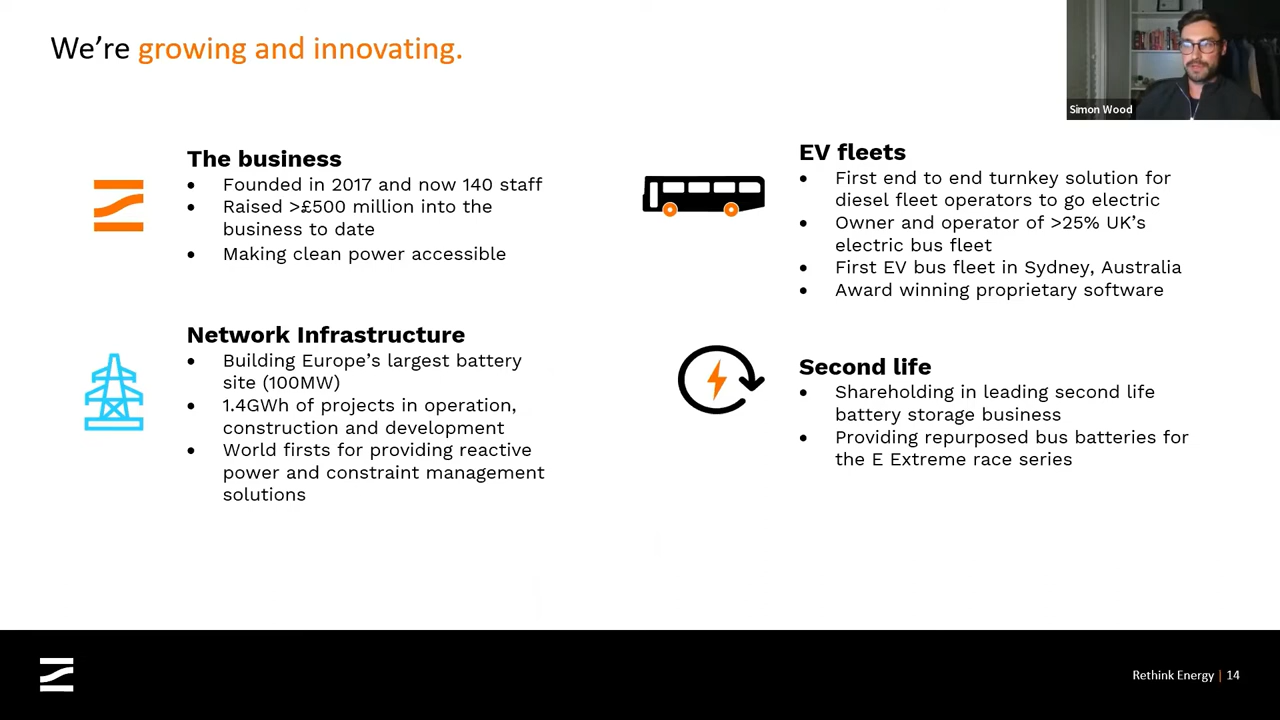 We're growing and innovating.
Simon Wood
The business
• Founded in 2017 and now 140 staff
• Raised >£500 million into the
business to date
• Making clean power accessible
Network Infrastructure
• Building Europe's largest battery
site (100MW)
• 1.4GWh of projects in operation,
construction and development
• World firsts for providing reactive
power and constraint management
solutions
EV fleets
• First end to end turnkey solution for
diesel fleet operators to go electric
• Owner and operator of >25% UK's
electric bus fleet
• First EV bus fleet in Sydney, Australia
• Award winning proprietary software
Second life
• Shareholding in leading second life
battery storage business
• Providing repurposed bus batteries for
the E Extreme race series
Rethink Energy | 14